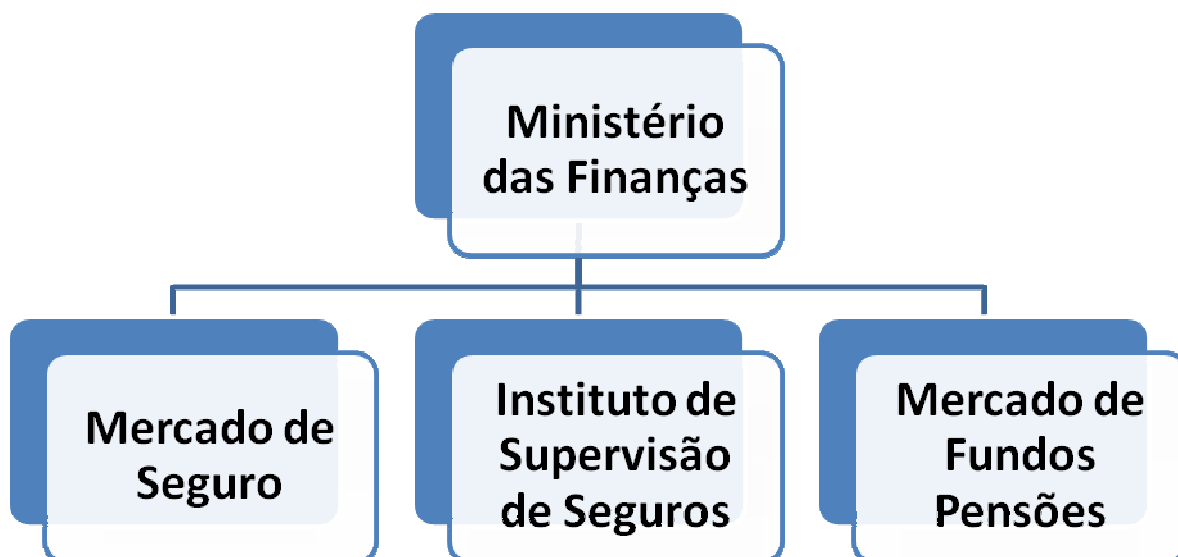 Ministério
das Finanças
Mercado de
Seguro
Instituto de
Supervisão
de Seguros
Mercado de
Fundos
Pensões